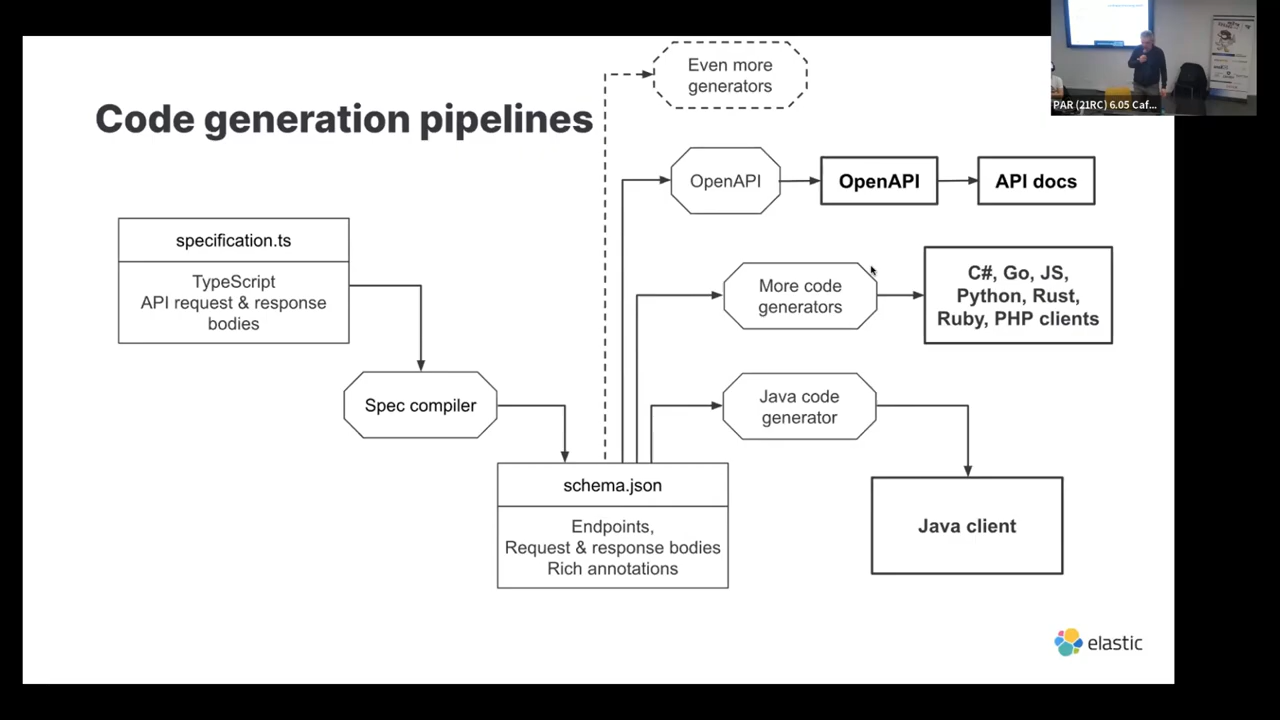 Code generation pipelines
Even more
generators
OpenAPI
OpenAPI
API docs
specification.ts
TypeScript
API request & response
bodies
More code
generators
C#, Go, JS,
Python, Rust,
Ruby, PHP clients
Spec compiler
Java code
generator
schema.json
Endpoints,
Request & response bodies
Rich annotations
Java client
elastic
PAR (21RC) 6.05 Caf...